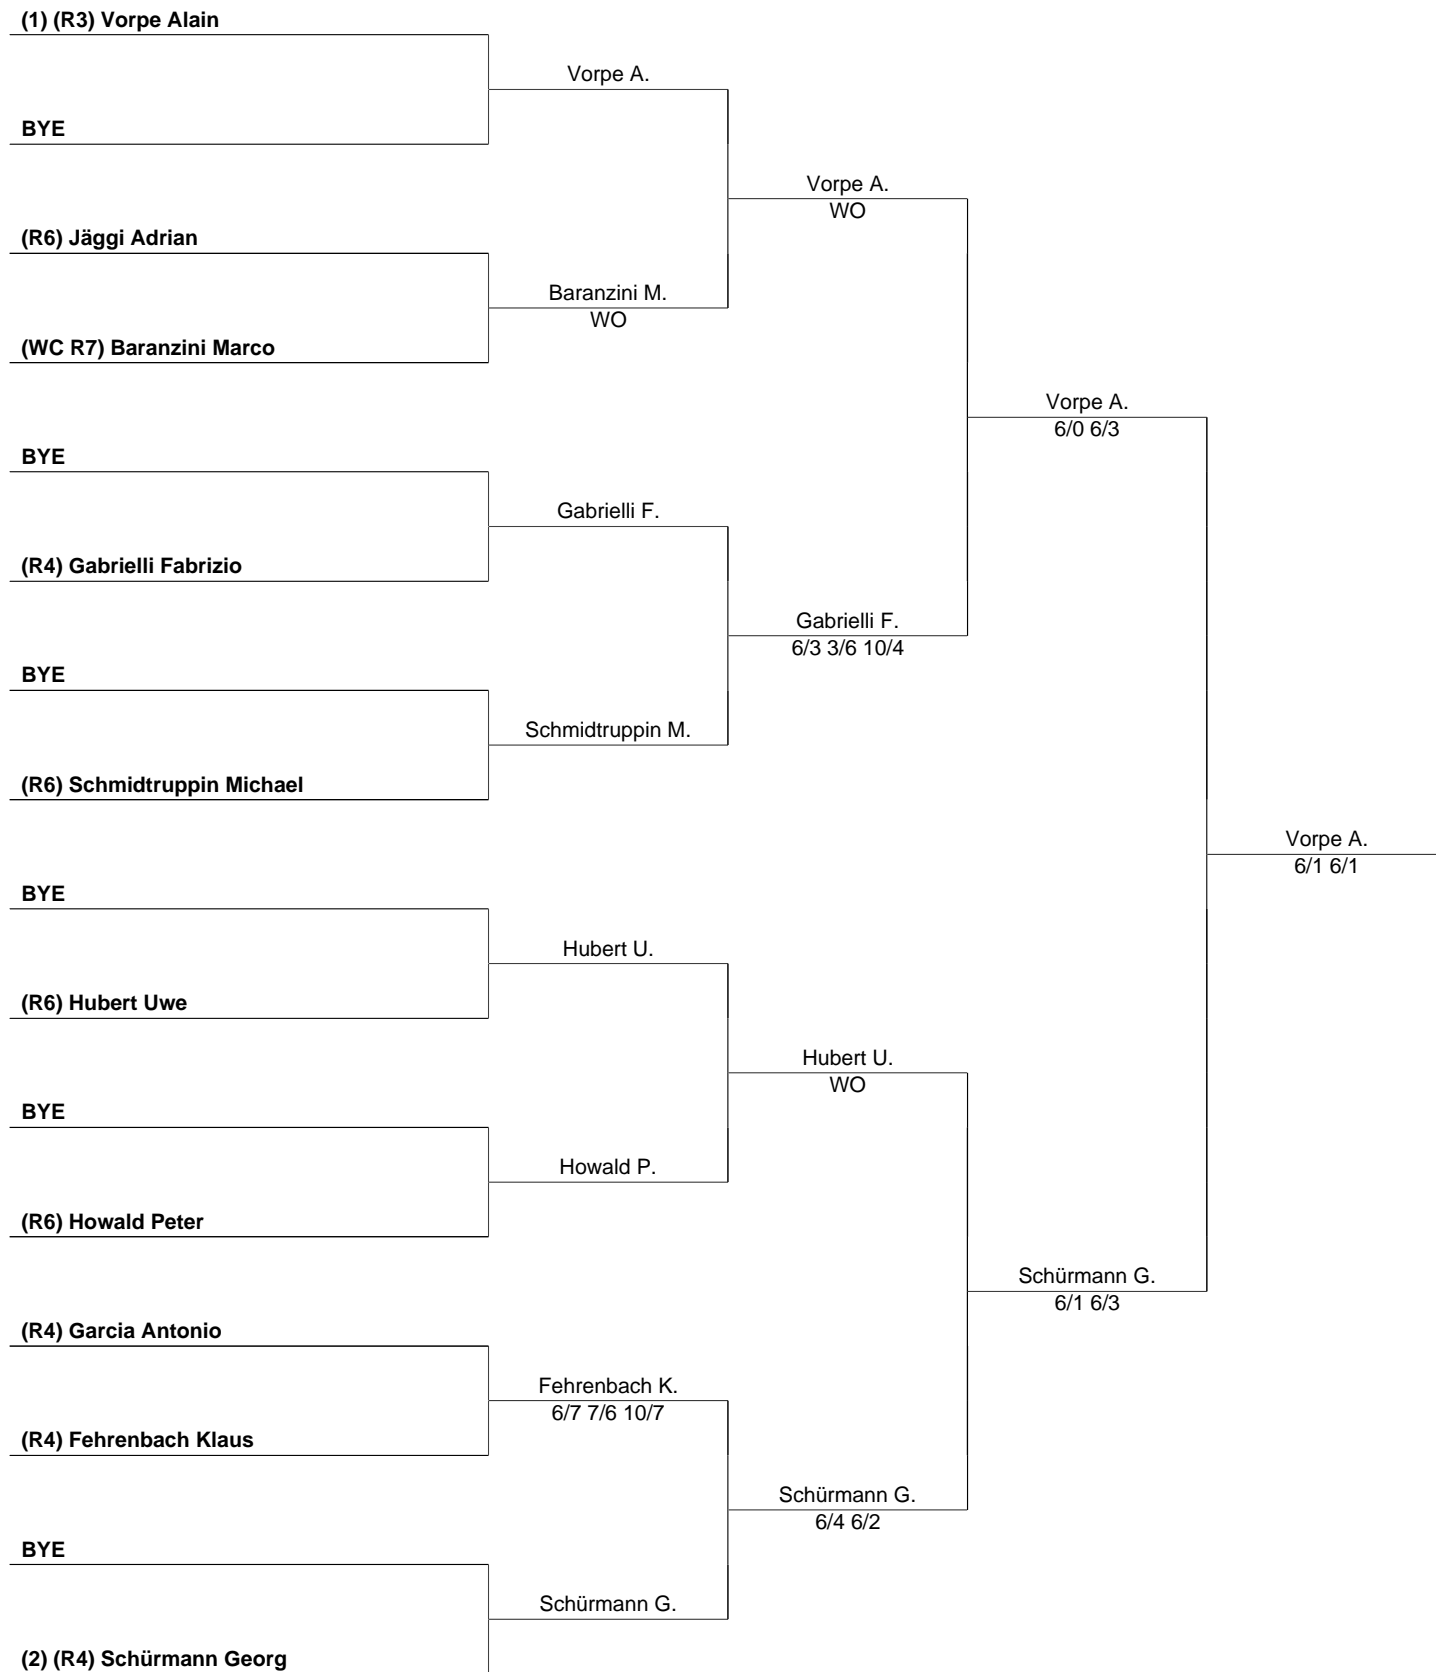 (1) (R3) Vorpe Alain
Vorpe A.
BYE
Vorpe A.
WO
(R6) Jäggi Adrian
Baranzini M.
WO
(WC R7) Baranzini Marco
Vorpe A.
6/0 6/3
BYE
Gabrielli F.
(R4) Gabrielli Fabrizio
Gabrielli F.
6/3 3/6 10/4
BYE
Schmidtruppin M.
(R6) Schmidtruppin Michael
Vorpe A.
6/1 6/1
BYE
Hubert U.
(R6) Hubert Uwe
Hubert U.
WO
BYE
Howald P.
(R6) Howald Peter
Schürmann G.
6/1 6/3
(R4) Garcia Antonio
Fehrenbach K.
6/7 7/6 10/7
(R4) Fehrenbach Klaus
Schürmann G.
6/4 6/2
BYE
Schürmann G.
(2) (R4) Schürmann Georg